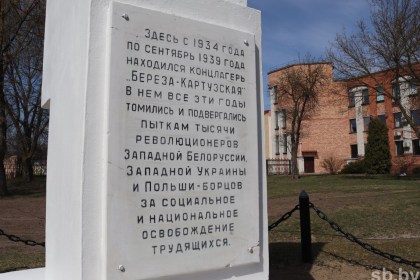 ЗДЕСЬ С 1934 ГОДА
ПО СЕНТЯБРЬ 1939 ГОДА
НАХОДИЛСЯ КОНЦЛАГЕРЬ
„БЕРЕЗА-КАРТУЗСКАЯ“
В НЕМ ВСЕ ЭТИ ГОДЫ
ТОМИЛИСЬ И ПОДВЕРГАЛИСЬ
ПЫТКАМ ТЫСЯЧИ
РЕВОЛЮЦИОНЕРОВ
ЗАПАДНОЙ БЕЛОРУССИИ,
ЗАПАДНОЙ УКРАИНЫ
И ПОЛЬШИ-БОРЦОВ
ЗА СОЦИАЛЬНОЕ
И НАЦИОНАЛЬНОЕ
ОСВОБОЖДЕНИЕ
ТРУДЯЩИХСЯ.
sb.by